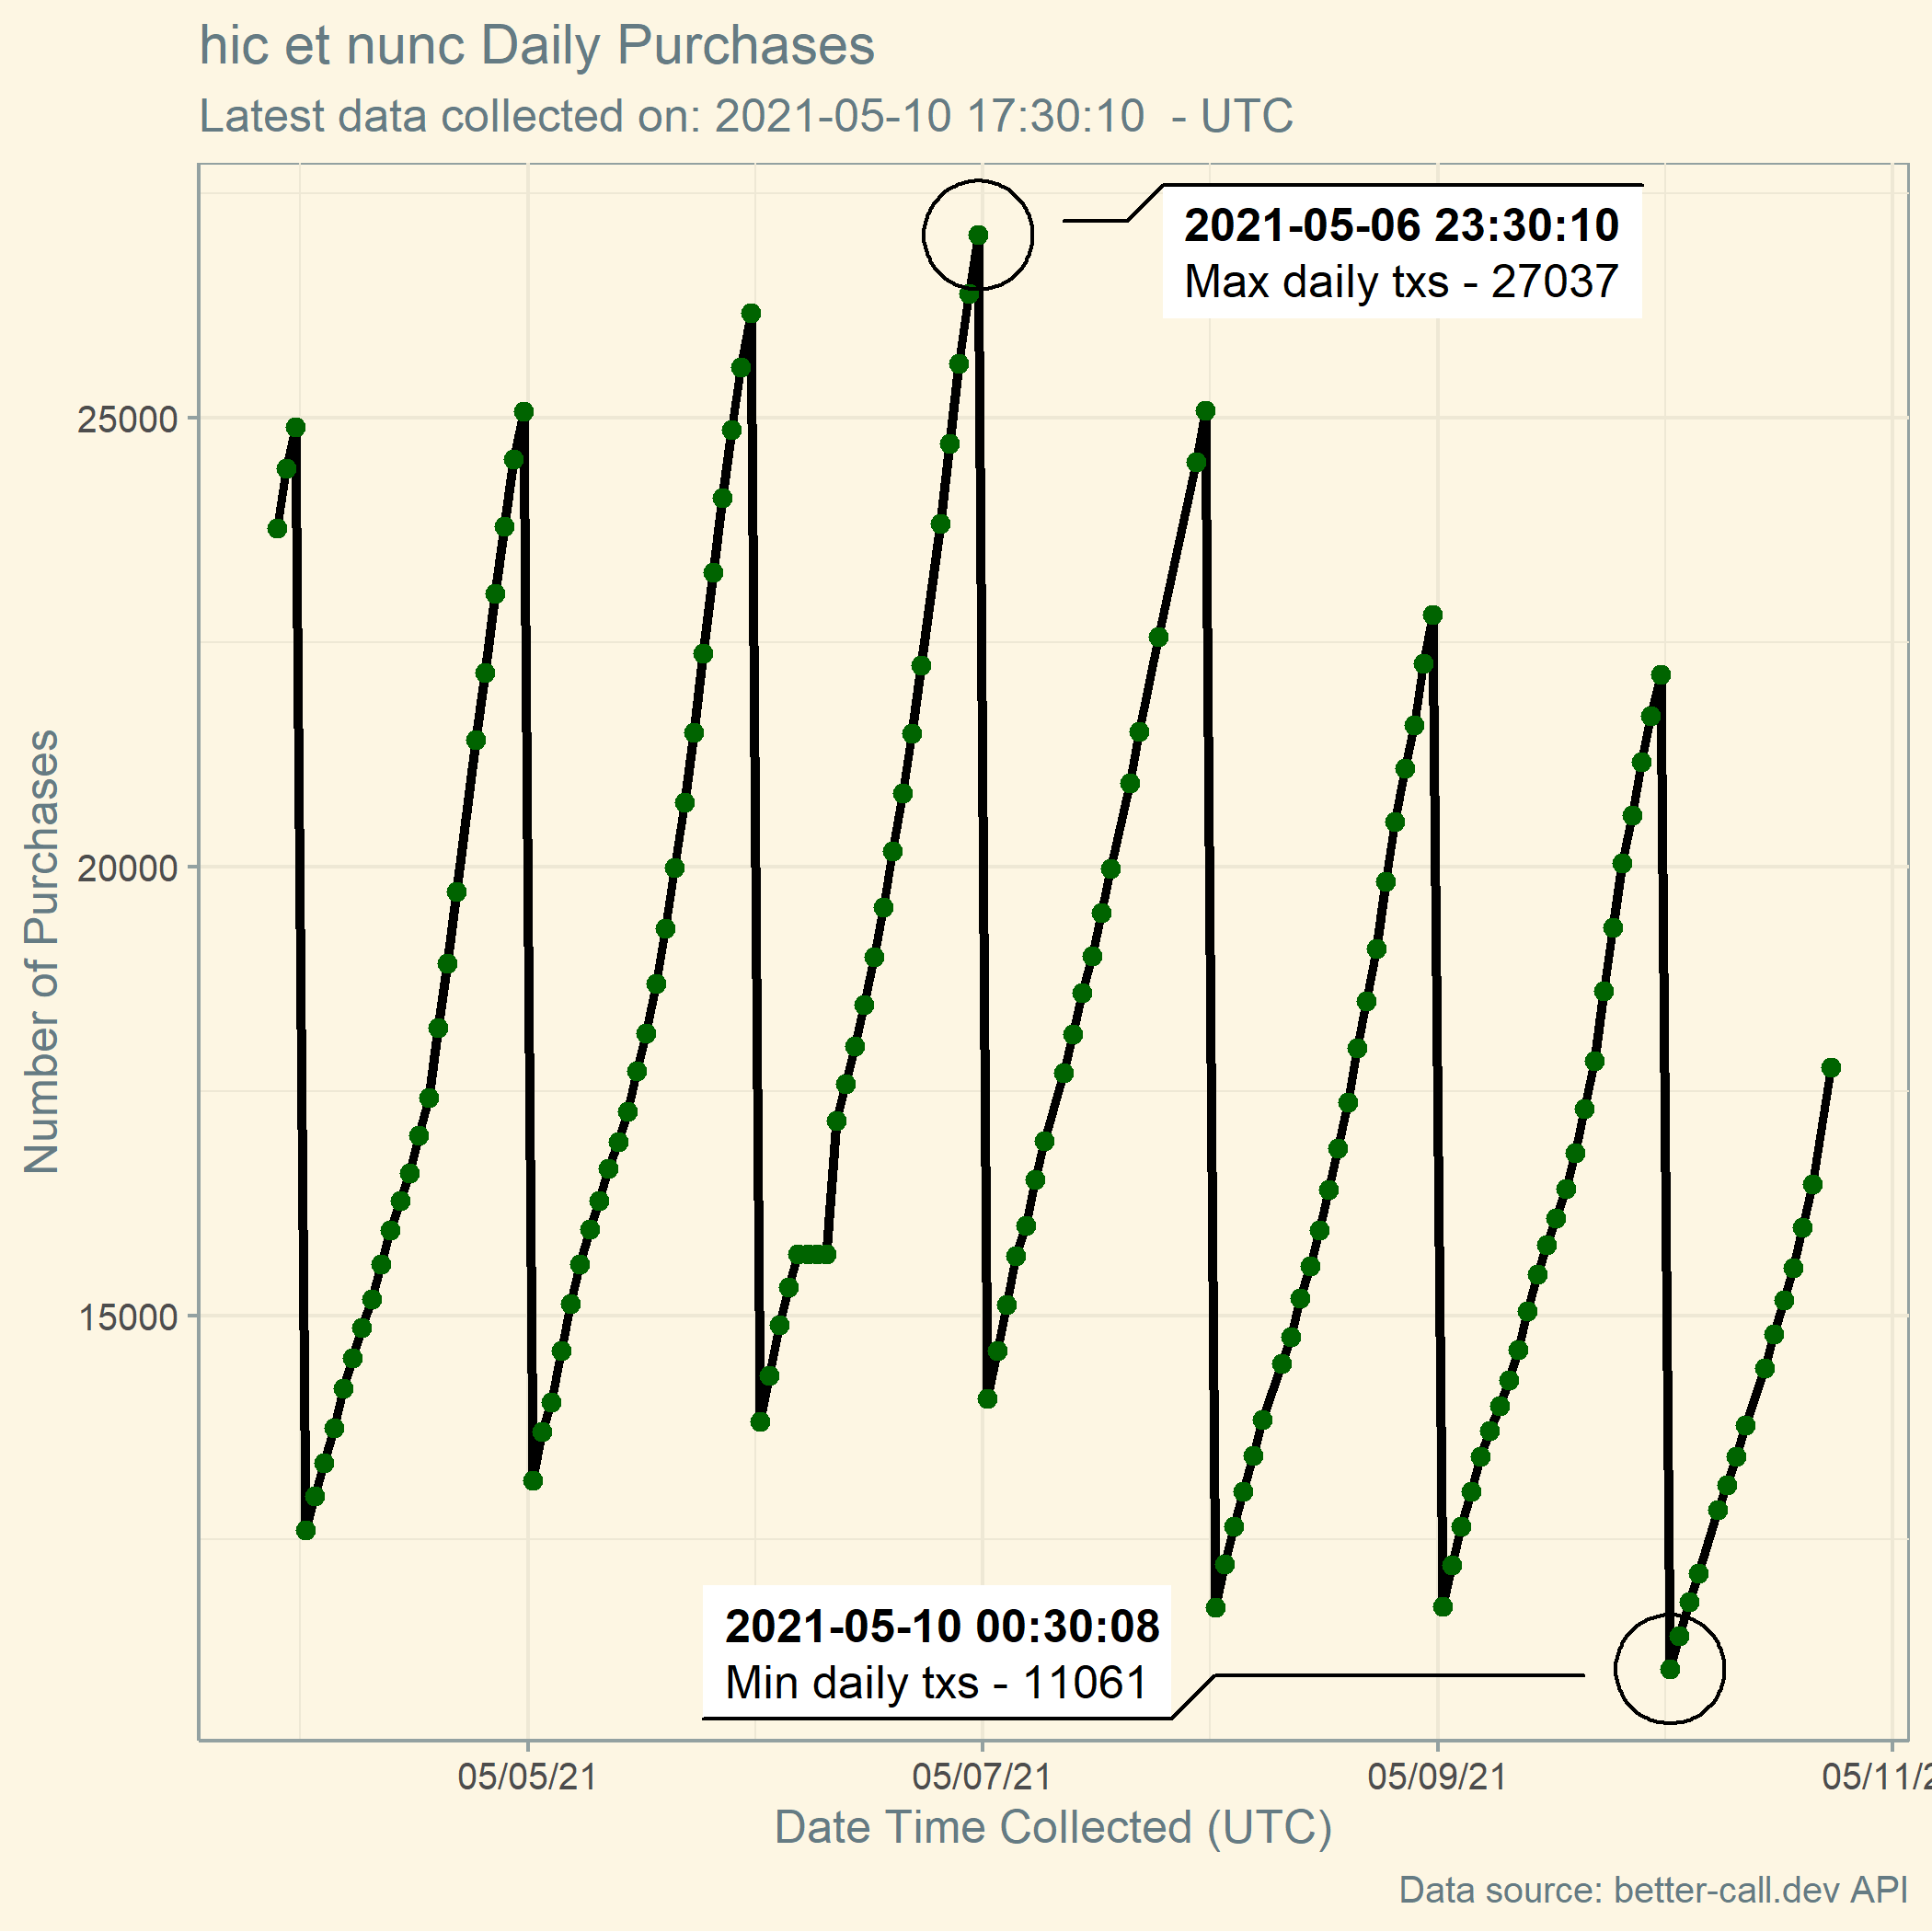 hic et nunc Daily Purchases
Latest data collected on: 2021-05-10 17:30:10  - UTC
2021-05-06 23:30:10
Max daily txs - 27037
25000
20000
15000
Number of Purchases
2021-05-10 00:30:08
Min daily txs - 11061
05/05/21
05/07/21
05/09/21
05/11/2
Date Time Collected (UTC)
Data source: better-call.dev API